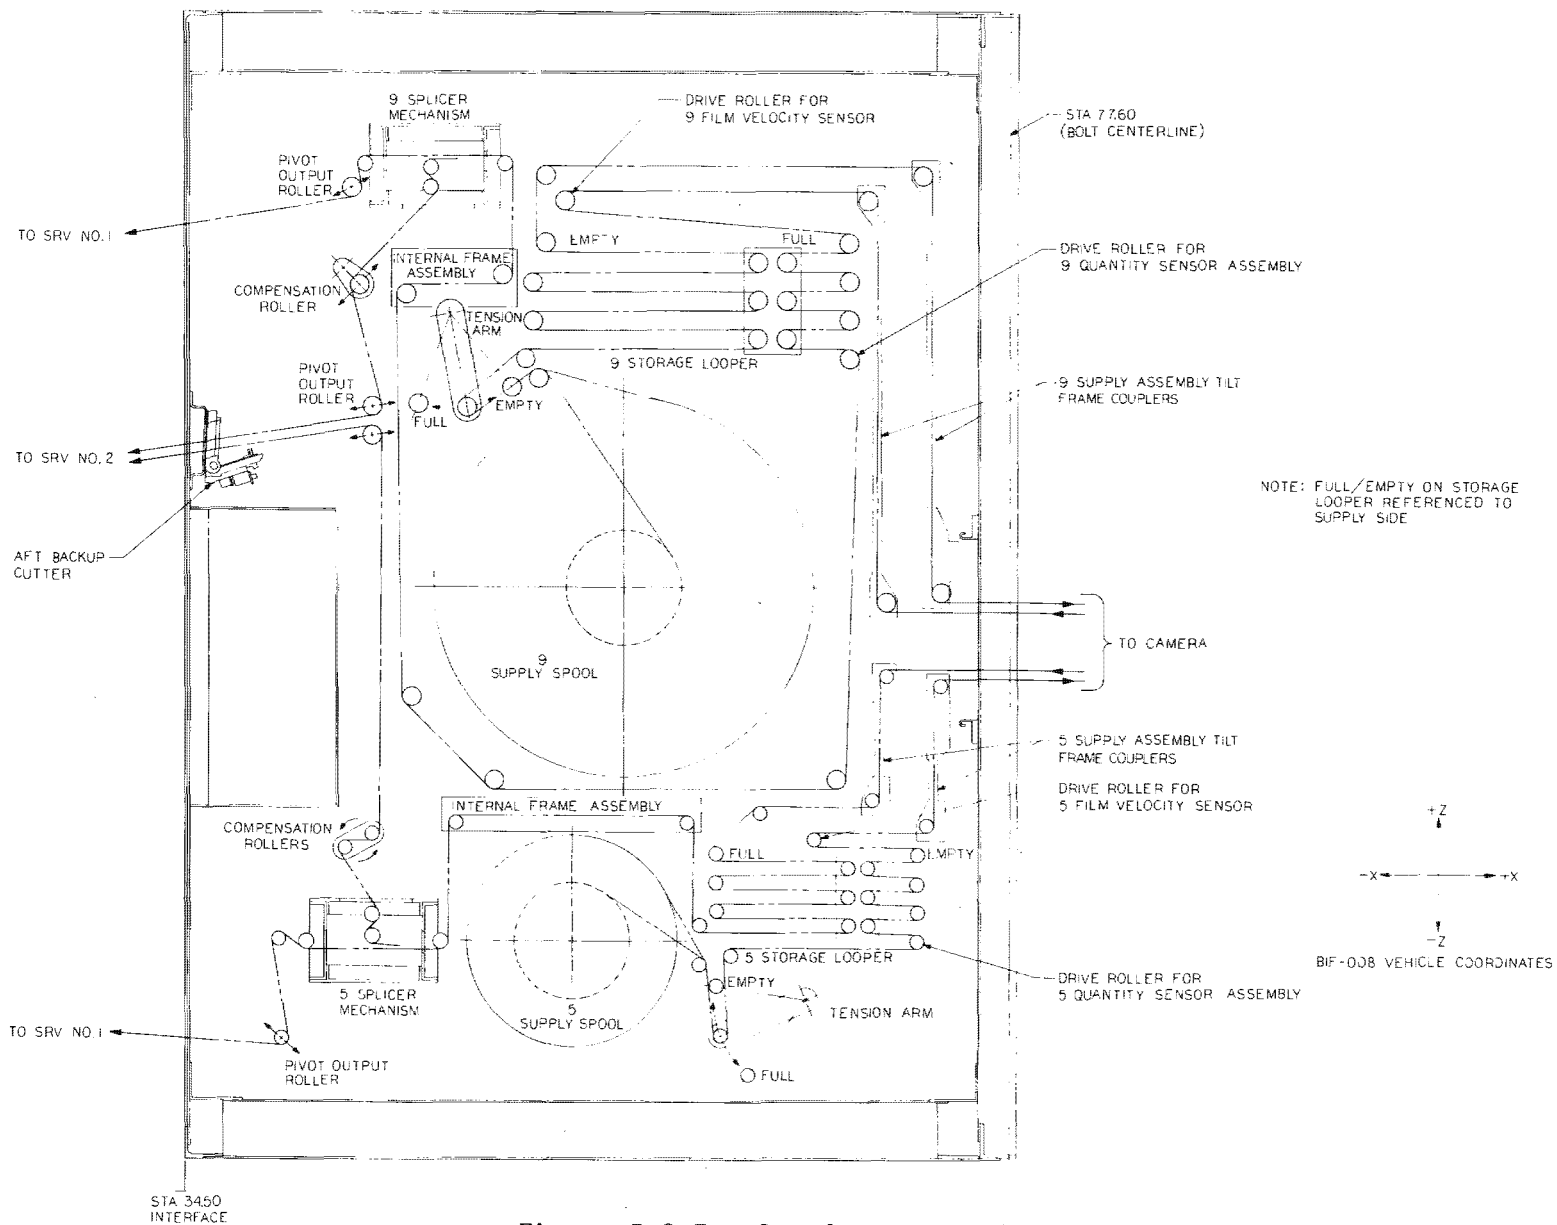 9 SPLICER
MECHANISM
DRIVE ROLLER FOR
9 FILM VELOCITY SENSOR
STA 77.60
(BOLT CENTERLINE)
PIVOT
OUTPUT
ROLLER
TO SRV NO. 1
EMPTY
FULL
INTERNAL FRAME
ASSEMBLY
DRIVE ROLLER FOR
9 QUANTITY SENSOR ASSEMBLY
COMPENSATION
ROLLER
TENSION
ARM
9 STORAGE LOOPER
PIVOT
OUTPUT
ROLLER
EMPTY
FULL
9 SUPPLY ASSEMBLY TILT
FRAME COUPLERS
TO SRV NO. 2
NOTE: FULL/EMPTY ON STORAGE
LOOPER REFERENCED TO
SUPPLY SIDE
AFT BACKUP
CUTTER
TO CAMERA
9
SUPPLY SPOOL
5 SUPPLY ASSEMBLY TILT
FRAME COUPLERS
DRIVE ROLLER FOR
5 FILM VELOCITY SENSOR
INTERNAL FRAME ASSEMBLY
COMPENSATION
ROLLERS
FULL
EMPTY
+Z
-X
+X
-Z
BIF-008 VEHICLE COORDINATES
5 STORAGE LOOPER
DRIVE ROLLER FOR
5 QUANTITY SENSOR ASSEMBLY
EMPTY
TENSION ARM
5 SPLICER
MECHANISM
5
SUPPLY SPOOL
TO SRV NO. 1
PIVOT OUTPUT
ROLLER
FULL
STA 34.50
INTERFACE